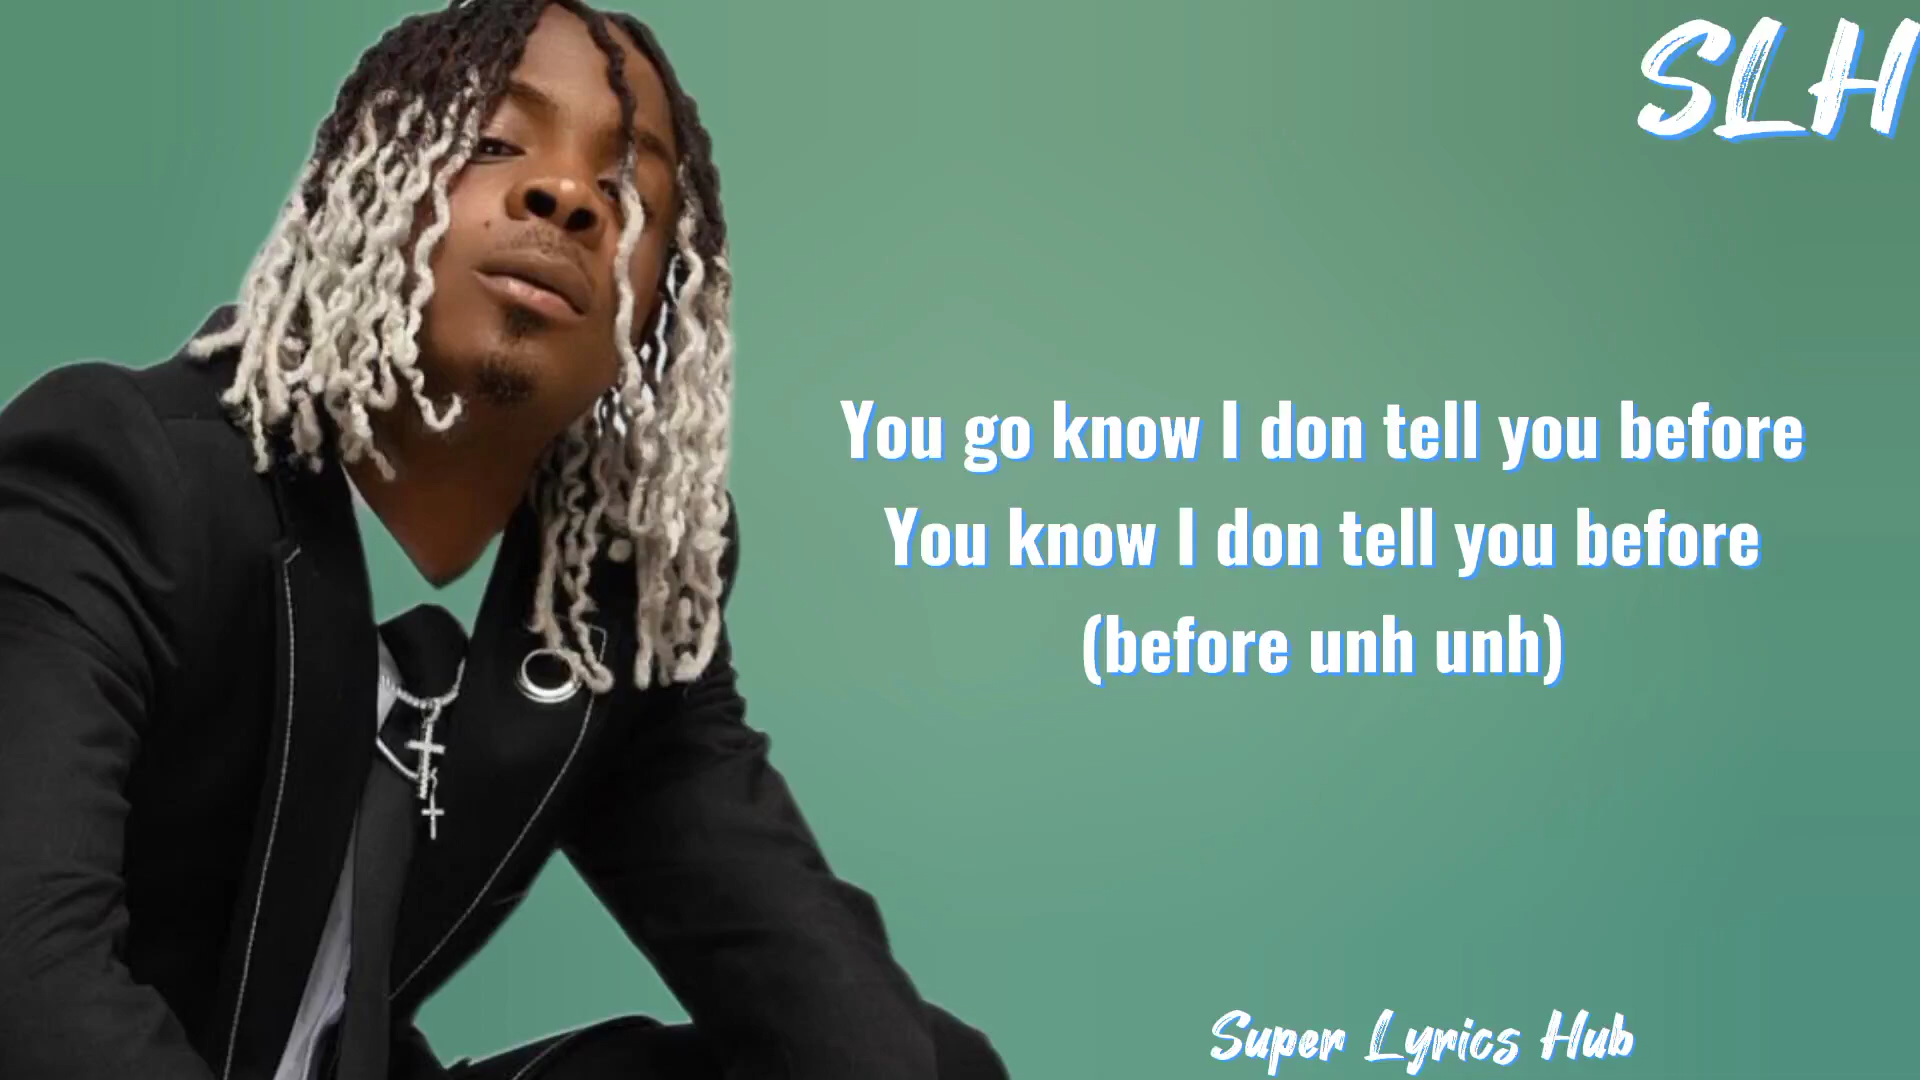 SLH
You go know I don tell you before
You know I don tell you before
(before unh unh)
Super Lyrics Hub